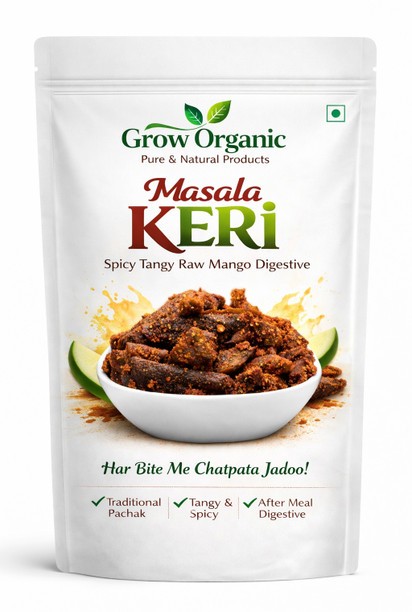 Grow Organic
Pure & Natural Products
Masala
KERi
Spicy Tangy Raw Mango Digestive
Har Bite Me Chatpata Jadoo!
Traditional
Pachak
Tangy &
Spicy
After Meal
Digestive